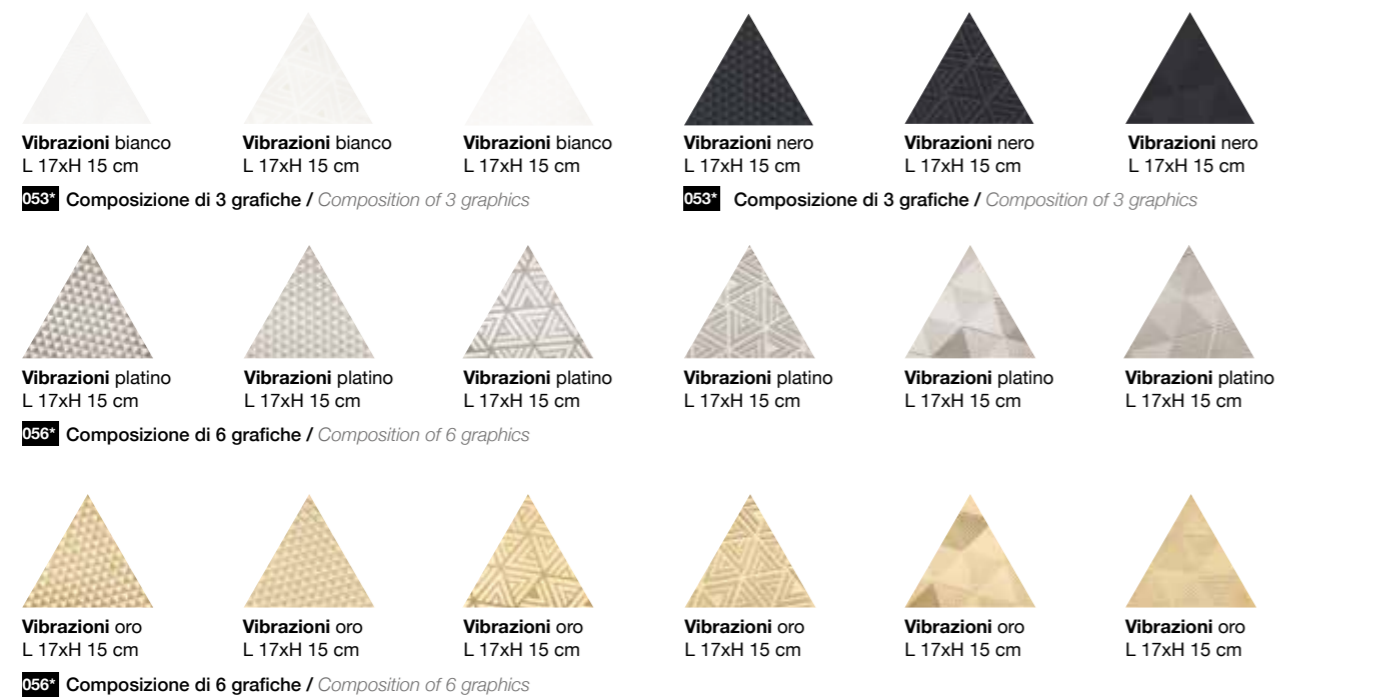 Vibrazioni bianco
L 17xH 15 cm
Vibrazioni bianco
L 17xH 15 cm
Vibrazioni bianco
L 17xH 15 cm
053* Composizione di 3 grafiche / Composition of 3 graphics
Vibrazioni nero
L 17xH 15 cm
Vibrazioni nero
L 17xH 15 cm
Vibrazioni nero
L 17xH 15 cm
053* Composizione di 3 grafiche / Composition of 3 graphics
Vibrazioni platino
L 17xH 15 cm
Vibrazioni platino
L 17xH 15 cm
Vibrazioni platino
L 17xH 15 cm
Vibrazioni platino
L 17xH 15 cm
Vibrazioni platino
L 17xH 15 cm
Vibrazioni platino
L 17xH 15 cm
056* Composizione di 6 grafiche / Composition of 6 graphics
Vibrazioni oro
L 17xH 15 cm
Vibrazioni oro
L 17xH 15 cm
Vibrazioni oro
L 17xH 15 cm
Vibrazioni oro
L 17xH 15 cm
Vibrazioni oro
L 17xH 15 cm
Vibrazioni oro
L 17xH 15 cm
056* Composizione di 6 grafiche / Composition of 6 graphics